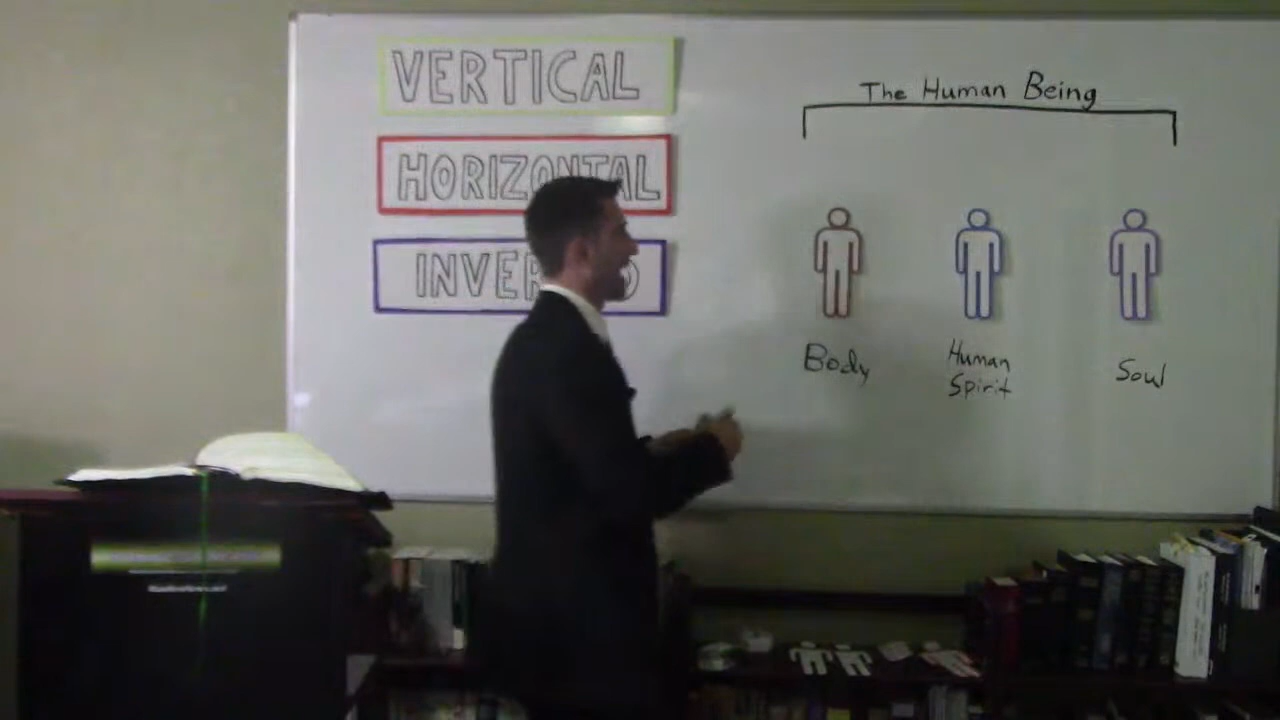 VERTICAL
HORIZONTAL
The Human Being
Body
Human
Spirit
Soul